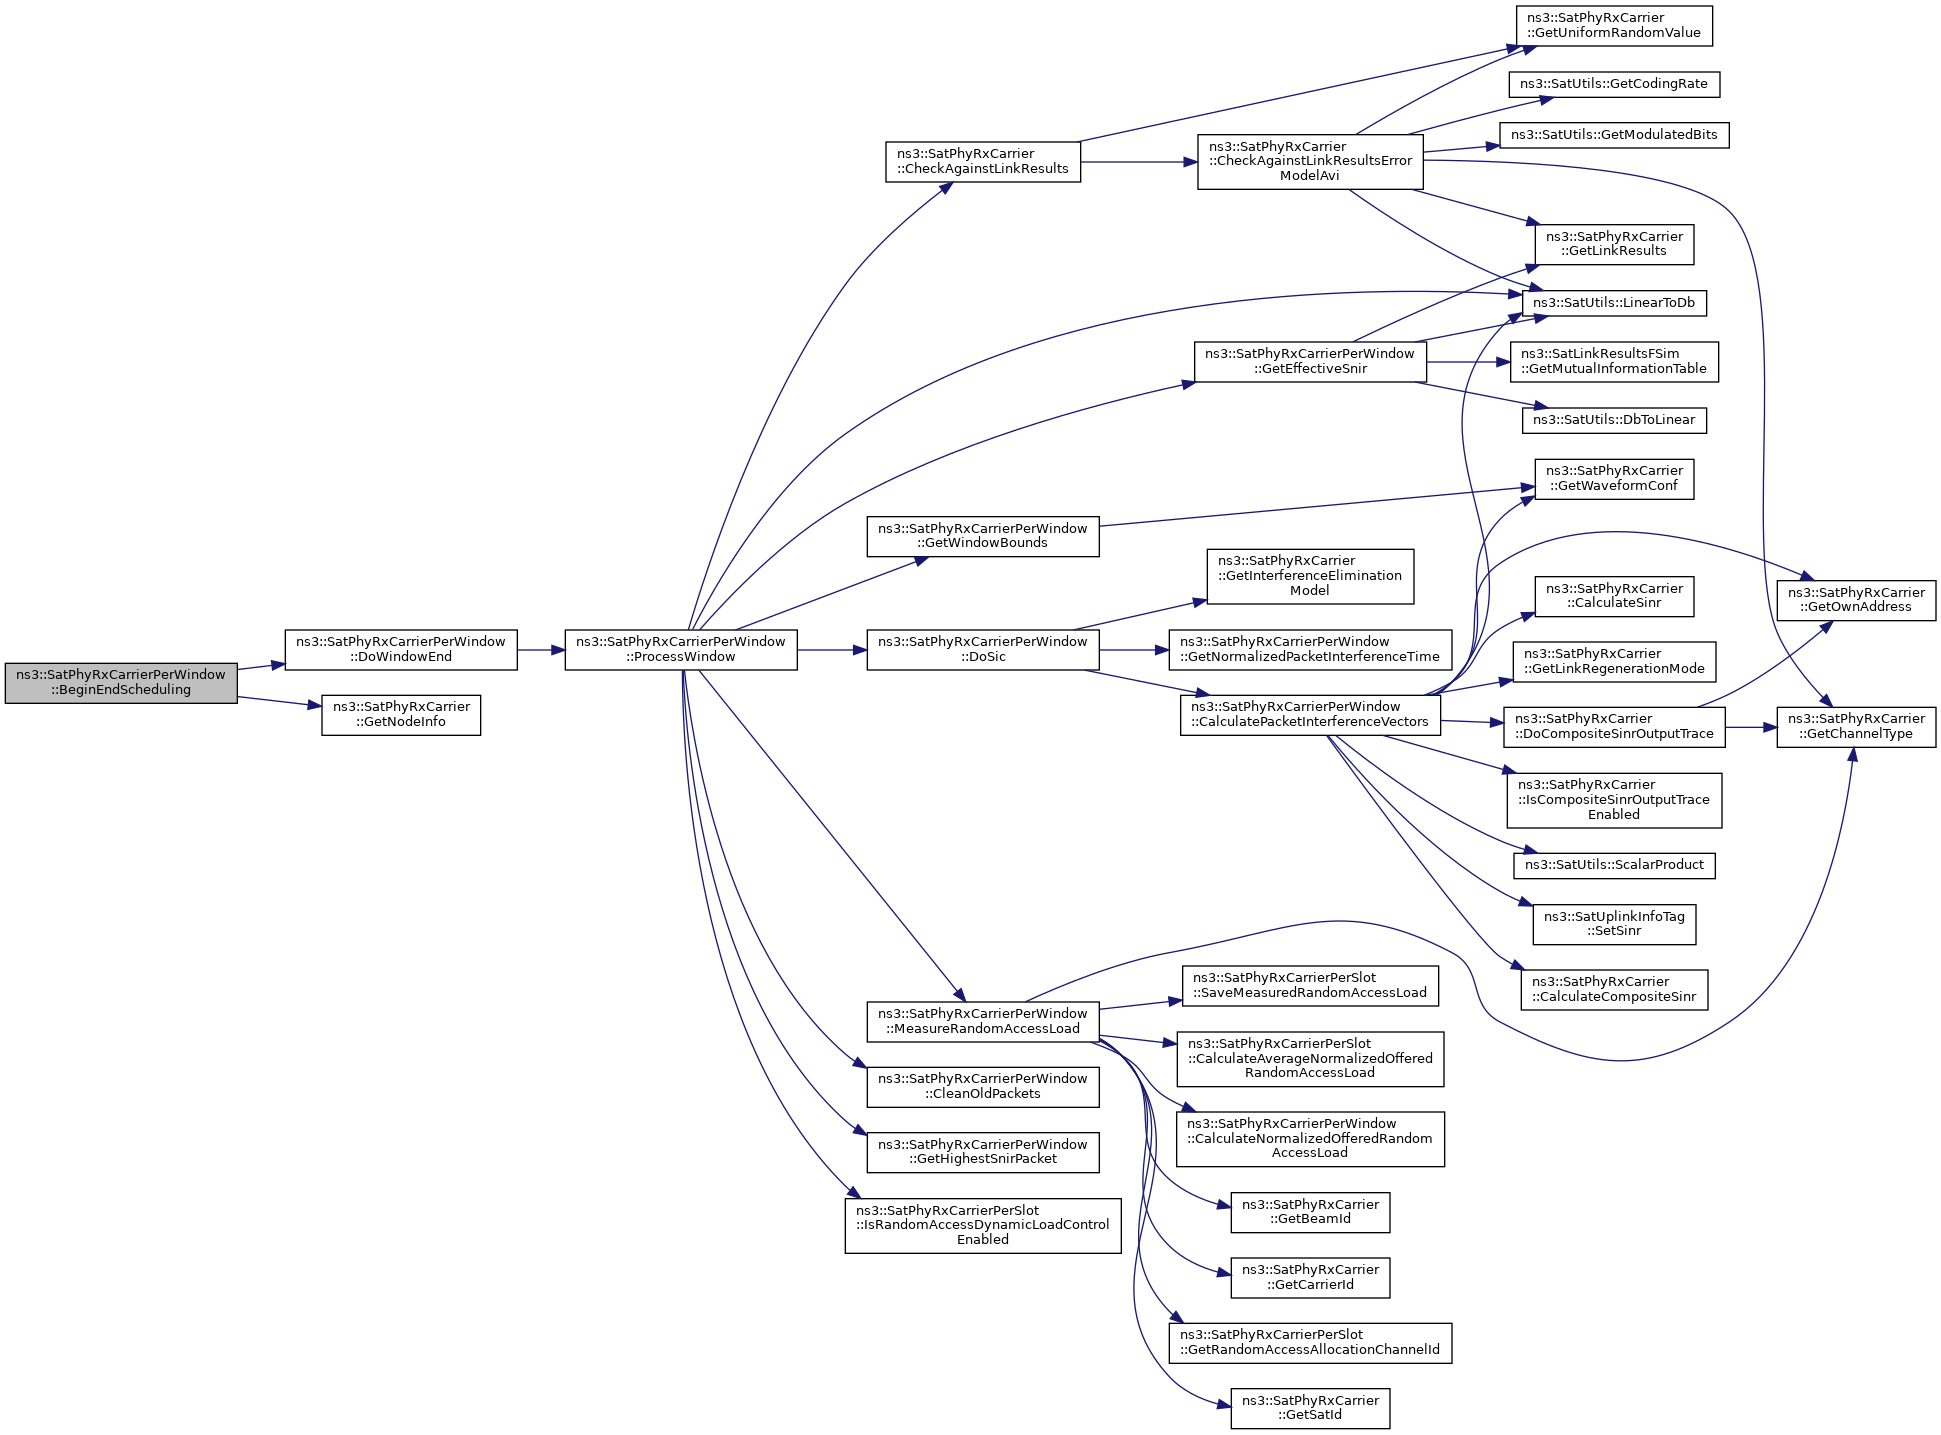 ns3::SatPhyRxCarrierPerWindow
::BeginEndScheduling
ns3::SatPhyRxCarrierPerWindow
::DoWindowEnd
ns3::SatPhyRxCarrier
::GetNodeInfo
ns3::SatPhyRxCarrierPerWindow
::ProcessWindow
ns3::SatPhyRxCarrier
::CheckAgainstLinkResults
ns3::SatPhyRxCarrierPerWindow
::GetWindowBounds
ns3::SatPhyRxCarrierPerWindow
::DoSic
ns3::SatPhyRxCarrierPerWindow
::MeasureRandomAccessLoad
ns3::SatPhyRxCarrierPerWindow
::CleanOldPackets
ns3::SatPhyRxCarrierPerWindow
::GetHighestSnirPacket
ns3::SatPhyRxCarrierPerSlot
::IsRandomAccessDynamicLoadControl
Enabled
ns3::SatPhyRxCarrier
::CheckAgainstLinkResultsError
ModelAvi
ns3::SatPhyRxCarrierPerWindow
::GetEffectiveSnir
ns3::SatPhyRxCarrier
::GetInterferenceElimination
Model
ns3::SatPhyRxCarrierPerWindow
::GetNormalizedPacketInterferenceTime
ns3::SatPhyRxCarrierPerWindow
::CalculatePacketInterferenceVectors
ns3::SatPhyRxCarrierPerSlot
::SaveMeasuredRandomAccessLoad
ns3::SatPhyRxCarrierPerSlot
::CalculateAverageNormalizedOffered
RandomAccessLoad
ns3::SatPhyRxCarrierPerWindow
::CalculateNormalizedOfferedRandom
AccessLoad
ns3::SatPhyRxCarrier
::GetBeamId
ns3::SatPhyRxCarrier
::GetCarrierId
ns3::SatPhyRxCarrierPerSlot
::GetRandomAccessAllocationChannelId
ns3::SatPhyRxCarrier
::GetSatId
ns3::SatPhyRxCarrier
::GetUniformRandomValue
ns3::SatUtils::GetCodingRate
ns3::SatUtils::GetModulatedBits
ns3::SatPhyRxCarrier
::GetLinkResults
ns3::SatUtils::LinearToDb
ns3::SatLinkResultsFSim
::GetMutualInformationTable
ns3::SatUtils::DbToLinear
ns3::SatPhyRxCarrier
::GetWaveformConf
ns3::SatPhyRxCarrier
::CalculateSinr
ns3::SatPhyRxCarrier
::GetLinkRegenerationMode
ns3::SatPhyRxCarrier
::DoCompositeSinrOutputTrace
ns3::SatPhyRxCarrier
::IsCompositeSinrOutputTrace
Enabled
ns3::SatUtils::ScalarProduct
ns3::SatUplinkInfoTag
::SetSinr
ns3::SatPhyRxCarrier
::CalculateCompositeSinr
ns3::SatPhyRxCarrier
::GetOwnAddress
ns3::SatPhyRxCarrier
::GetChannelType